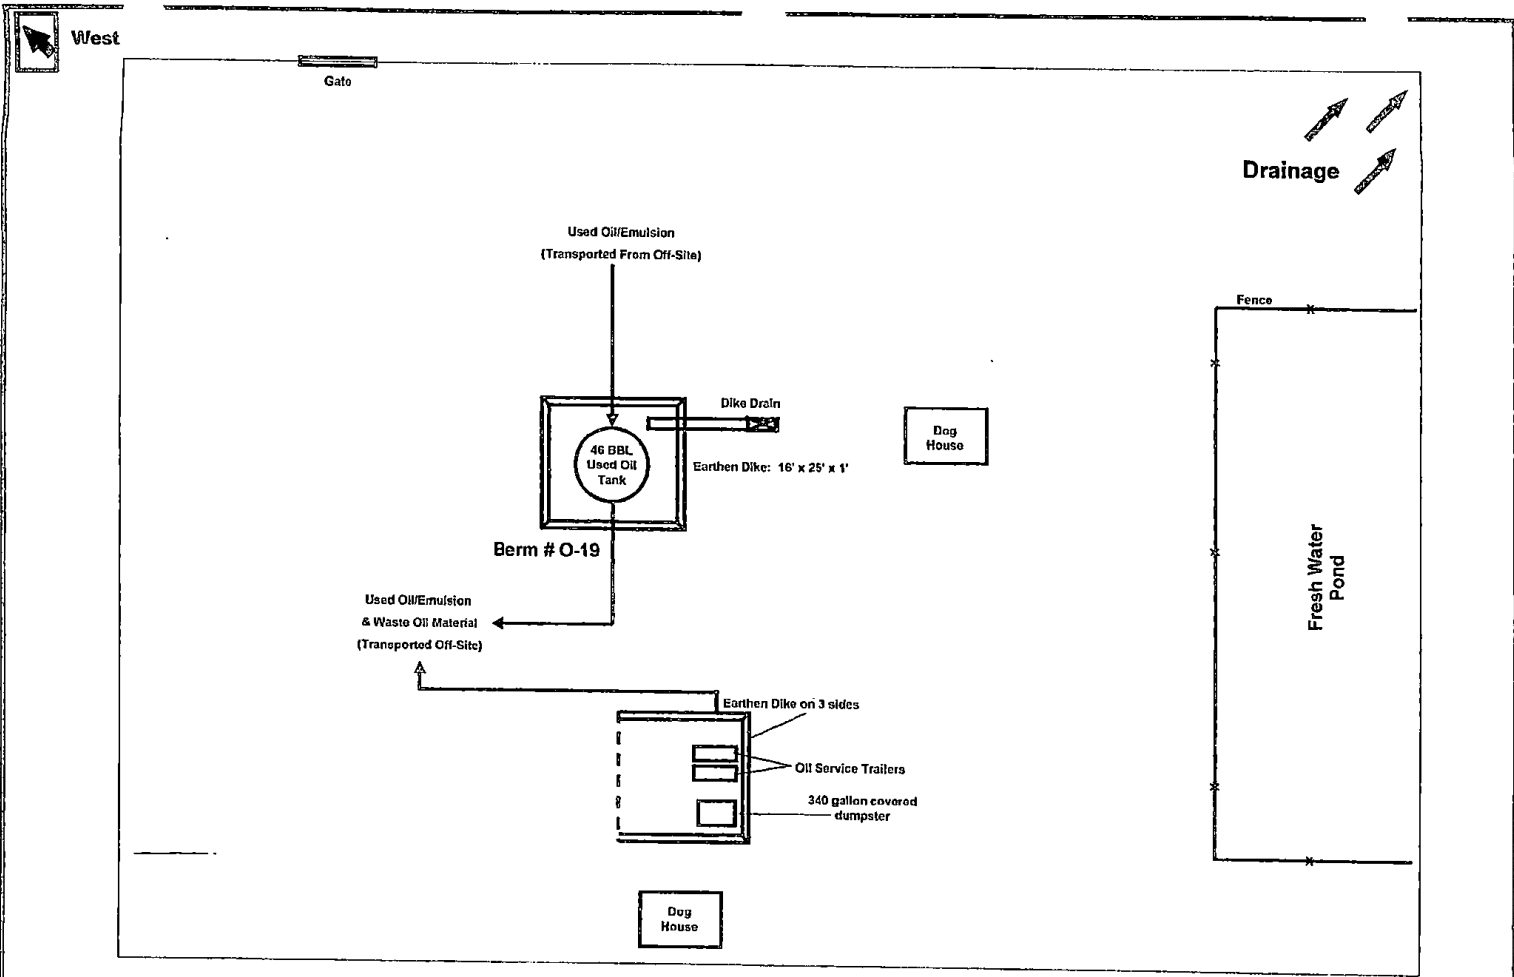 West
Gate
Drainage
Used Oil/Emulsion
(Transported From Off-Site)
Fence
Dike Drain
Dog
House
46 BBL
Used Oil
Tank
Earthen Dike: 16' x 25' x 1'
Berm # O-19
Fresh Water
Pond
Used Oil/Emulsion
& Waste Oil Material
(Transported Off-Site)
Earthen Dike on 3 sides
Oil Service Trailers
340 gallon covered
dumpster
Dog
House